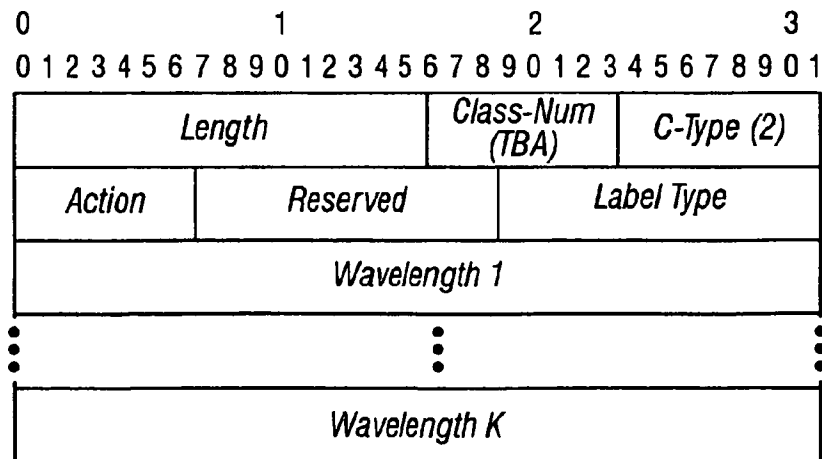 0 1 2 3
0 1 2 3 4 5 6 7 8 9 0 1 2 3 4 5 6 7 8 9 0 1 2 3 4 5 6 7 8 9 0 1
Length Class-Num (TBA) C-Type (2)
Action Reserved Label Type
Wavelength 1
Wavelength K